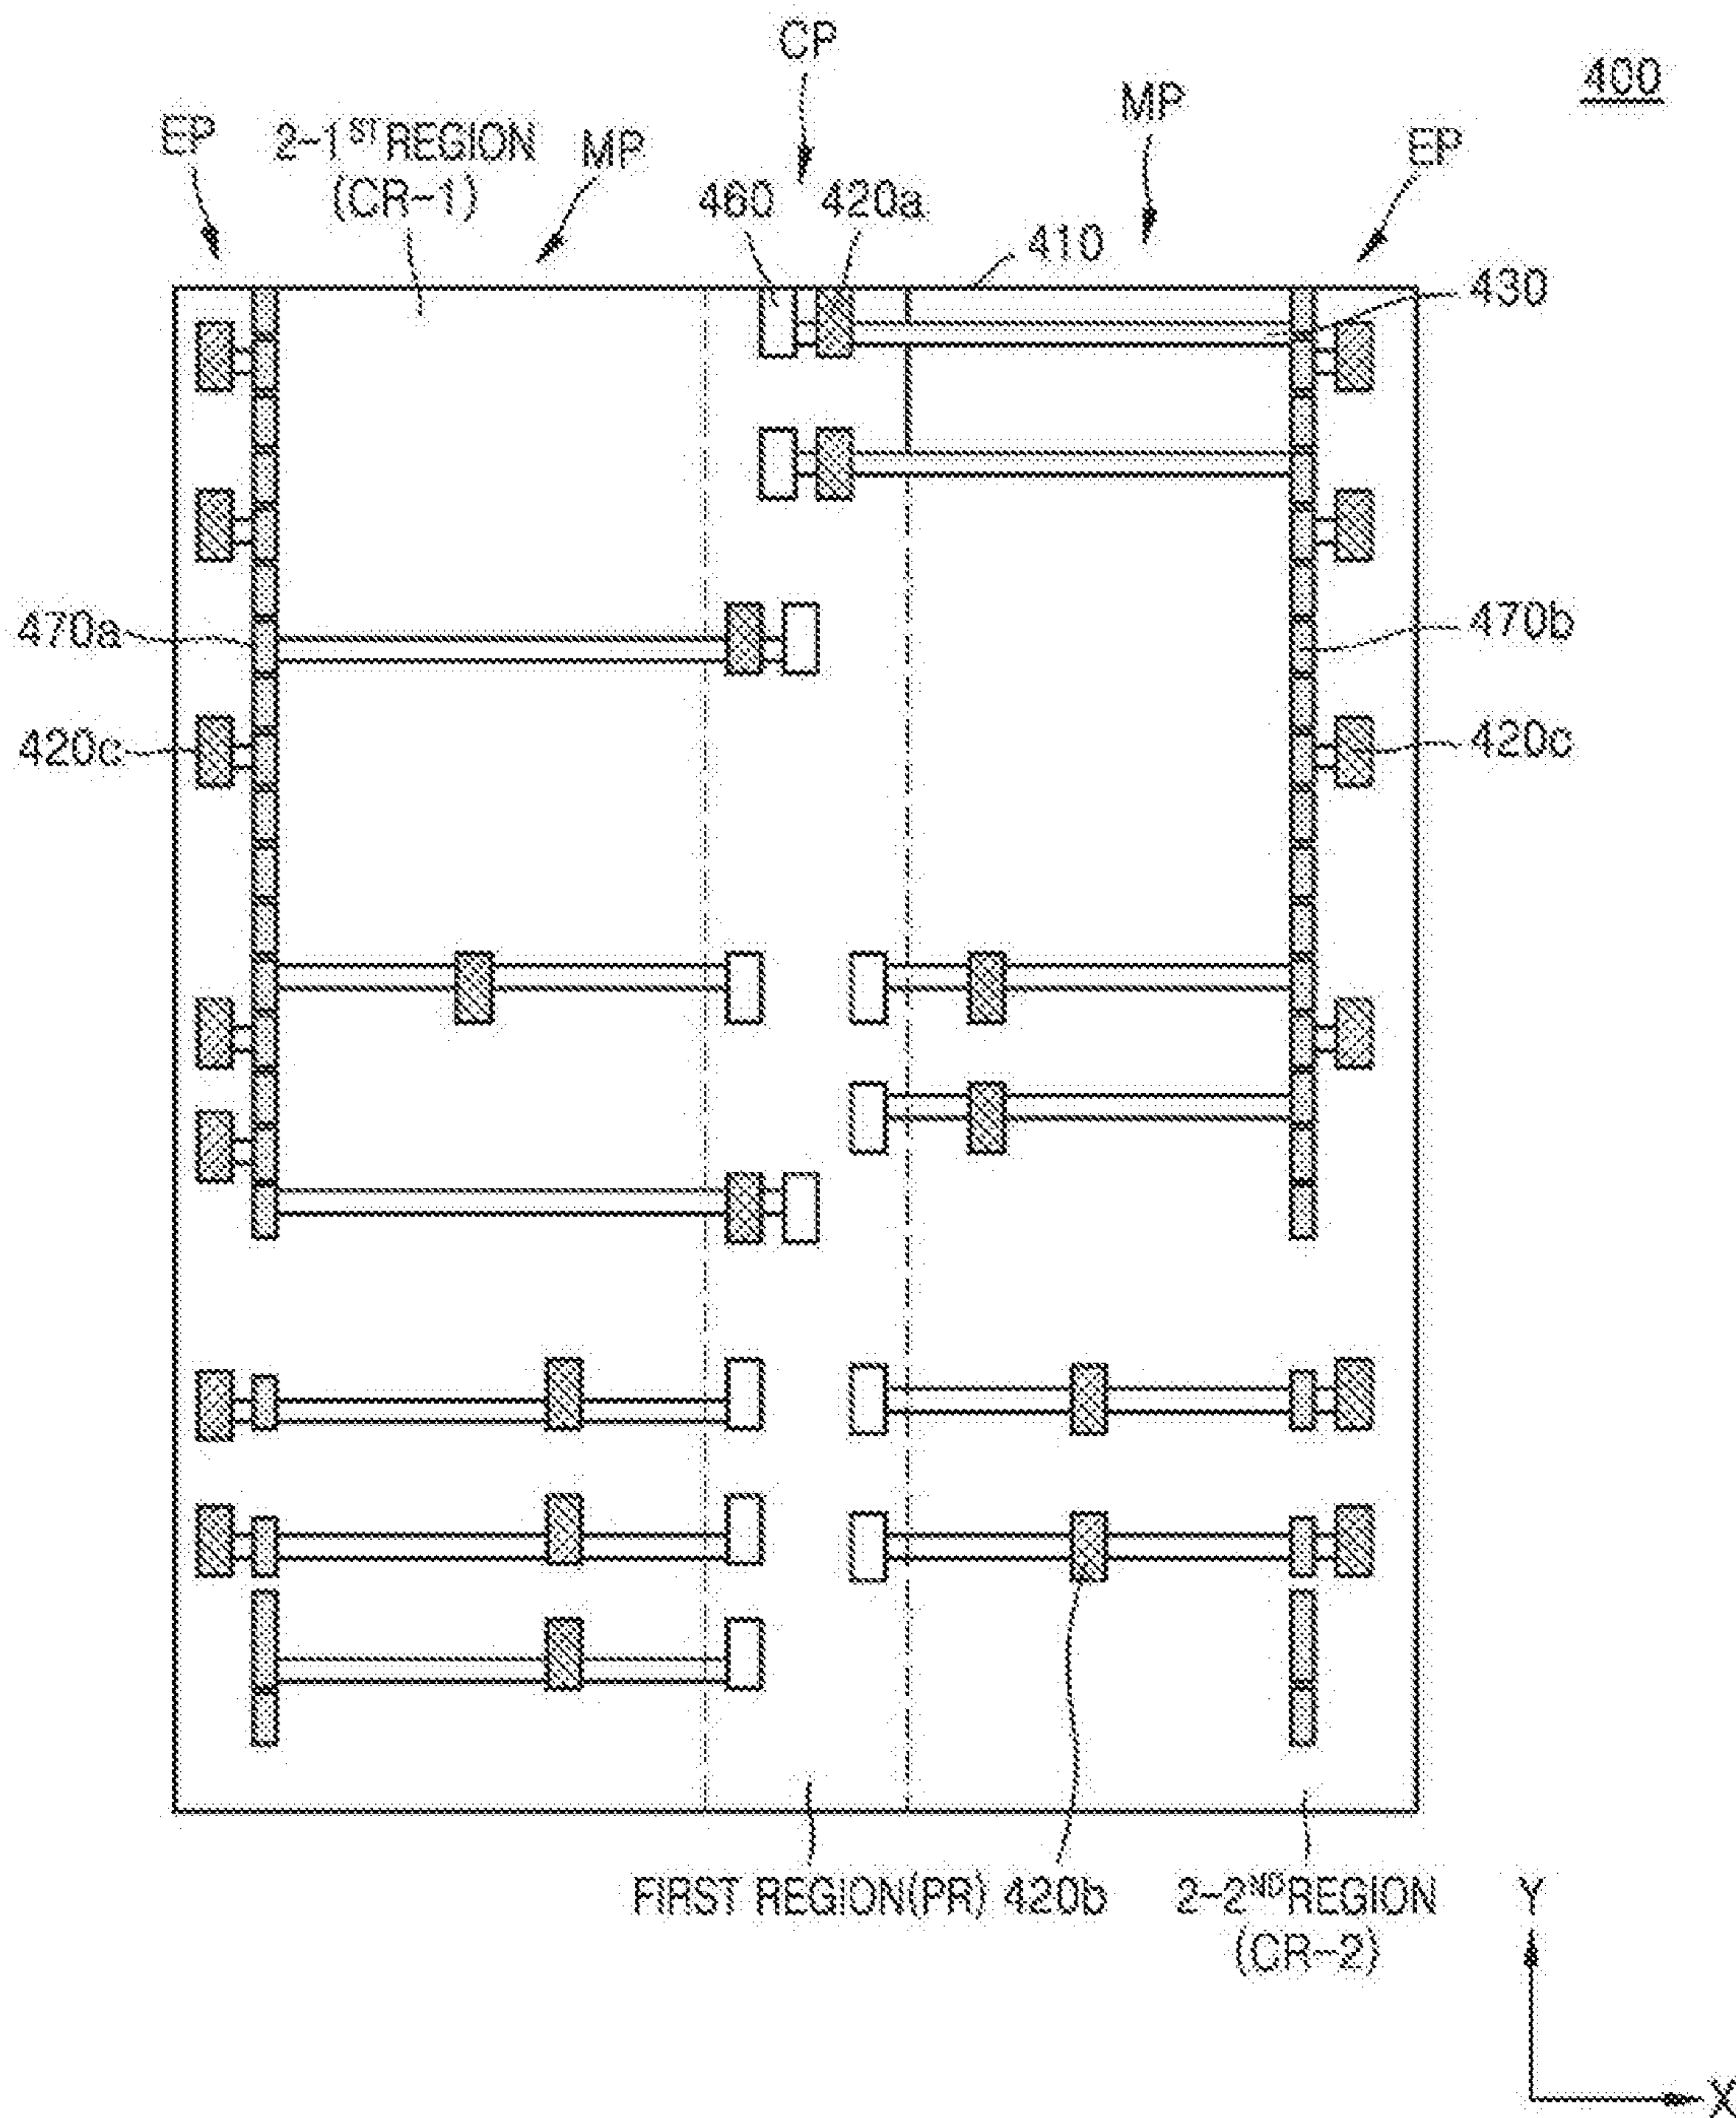 CP
400
MP
EP
2-1ST REGION
EP
MP
(CR-1)
460
420a
410
430
470a
470b
420c
420c
FIRST REGION(PR)
420b
2-2ND REGION
(CR-2)
Y
X